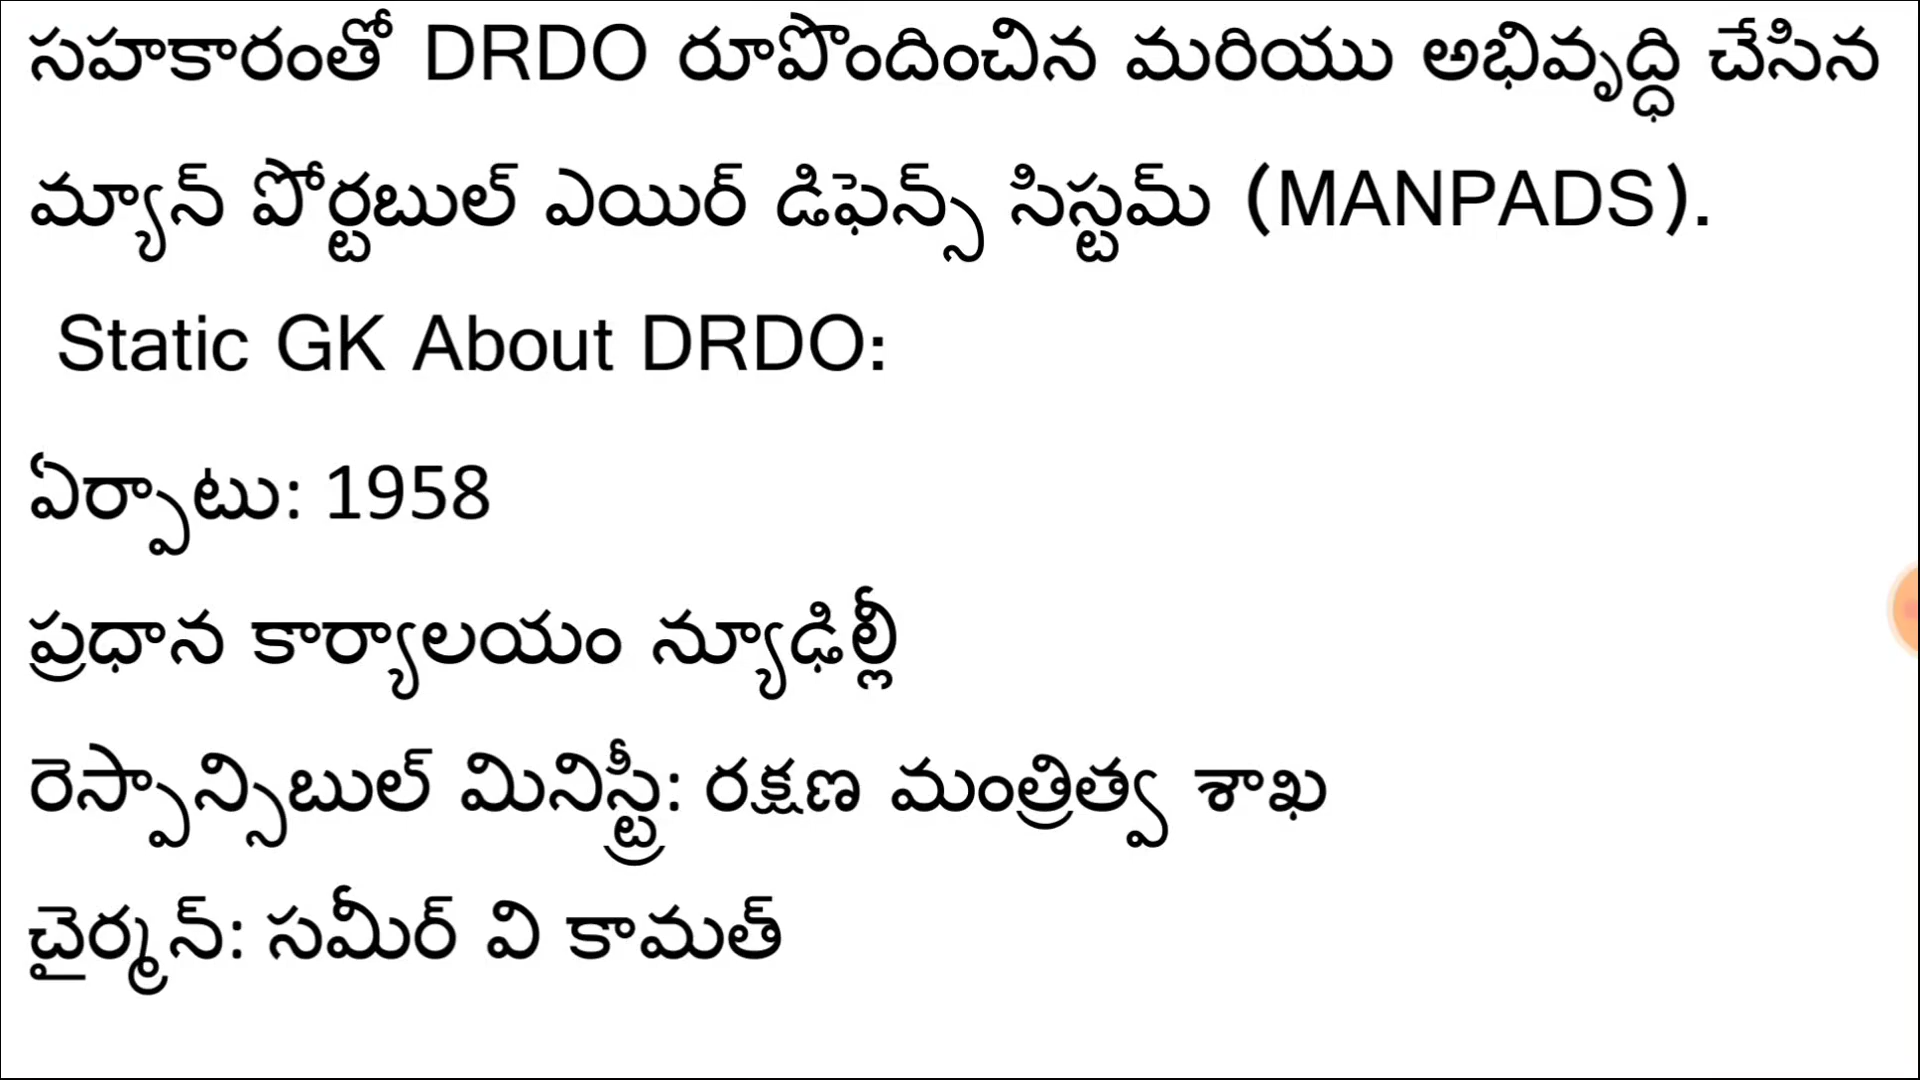 సహకారంతో DRDO రూపొందించిన మరియు అభివృద్ధి చేసిన
మ్యాన్ పోర్టబుల్ ఎయిర్ డిఫెన్స్ సిస్టమ్ (MANPADS).
Static GK About DRDO:
ఏర్పాటు: 1958
ప్రధాన కార్యాలయం న్యూఢిల్లీ
రెస్పాన్సిబుల్ మినిస్ట్రీ: రక్షణ మంత్రిత్వ శాఖ
చైర్మన్: సమీర్ వి కామత్